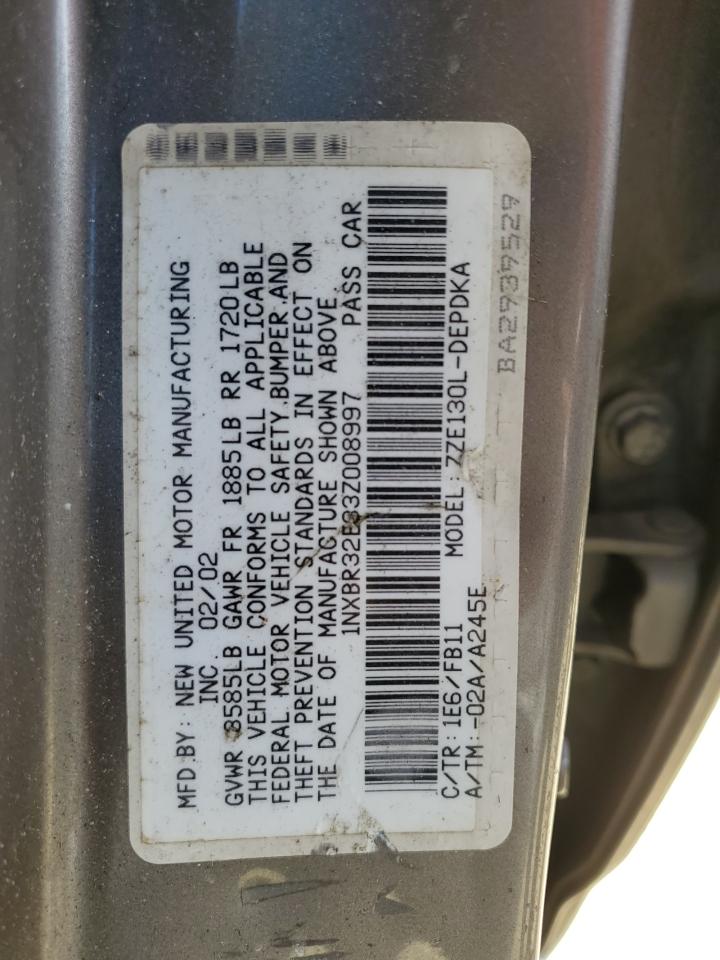 MFD.BY: NEW UNITED MOTOR MANUFACTURING
INC. 02/02
GVWR 3585LB GAWR FR 1885LB RR 1720LB
THIS VEHICLE CONFORMS TO ALL APPLICABLE
FEDERAL MOTOR VEHICLE SAFETY,BUMPER,AND
THEFT PREVENTION STANDARDS IN EFFECT ON
THE DATE OF MANUFACTURE SHOWN ABOVE.
1NXBR32E33Z008997 PASS CAR
C/TR: 1E6/FB11 MODEL: ZZE130L-DEPDKA
A/TM: -02A/A245E
BA2939529